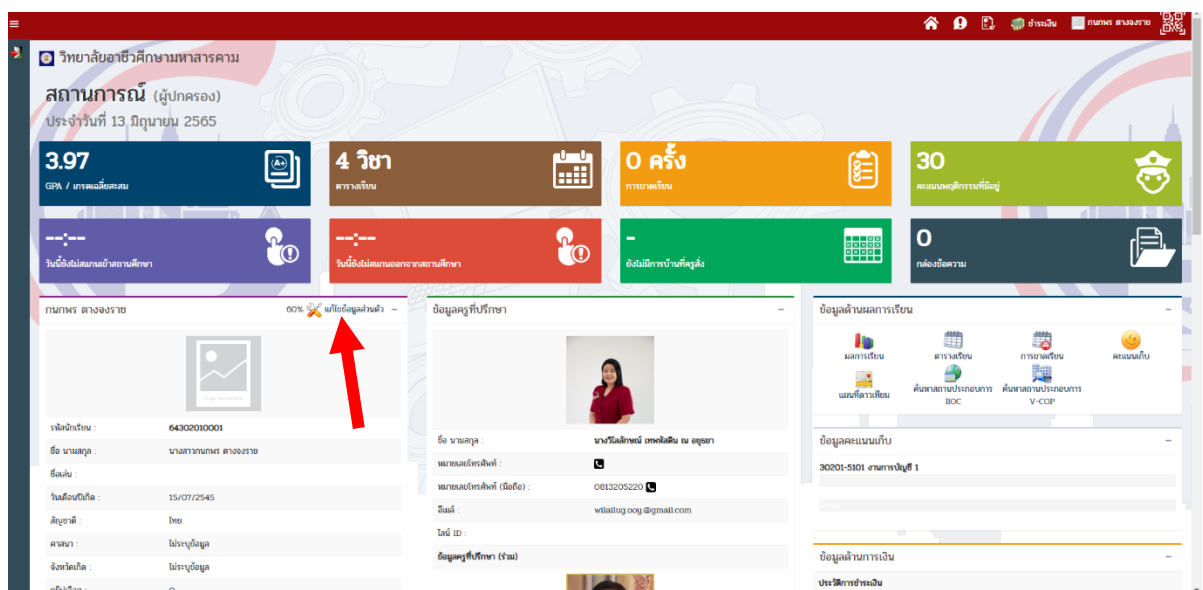 ชำระเงิน
กนกพร ตางจงราช
วิทยาลัยอาชีวศึกษามหาสารคาม
สถานการณ์ (ผู้ปกครอง)
ประจำวันที่ 13 มิถุนายน 2565
3.97
GPA / เกรดเฉลี่ยสะสม
4 วิชา
ตารางเรียน
0 ครั้ง
การขาดเรียน
30
คะแนนพฤติกรรมที่มีอยู่
--:--
วันนี้ยังไม่สแกนเข้าสถานศึกษา
--:--
วันนี้ยังไม่สแกนออกจากสถานศึกษา
-
ยังไม่มีการบ้านที่ครูสั่ง
0
กล่องข้อความ
กนกพร ตางจงราช
60% แก้ไขข้อมูลส่วนตัว
รหัสนักเรียน : 64302010001
ชื่อ นามสกุล : นางสาวกนกพร ตางจงราช
ชื่อเล่น :
วันเดือนปีเกิด : 15/07/2545
สัญชาติ : ไทย
ศาสนา : ไม่ระบุข้อมูล
จังหวัดเกิด : ไม่ระบุข้อมูล
กรุ๊ปเลือด : O
ข้อมูลครูที่ปรึกษา
ชื่อ นามสกุล : นางวิไลลักษณ์ เทพหัสดิน ณ อยุธยา
หมายเลขโทรศัพท์ :
หมายเลขโทรศัพท์ (มือถือ) : 0813205220
อีเมล์ : wilailug.ooy@gmail.com
ไลน์ ID :
ข้อมูลครูที่ปรึกษา (ร่วม)
ข้อมูลด้านผลการเรียน
ผลการเรียน
ตารางเรียน
การขาดเรียน
คะแนนเก็บ
แผนที่ดาวเทียม
ค้นหาสถานประกอบการ BOC
ค้นหาสถานประกอบการ V-COP
ข้อมูลคะแนนเก็บ
30201-5101 งานการบัญชี 1
ข้อมูลด้านการเงิน
ประวัติการชำระเงิน